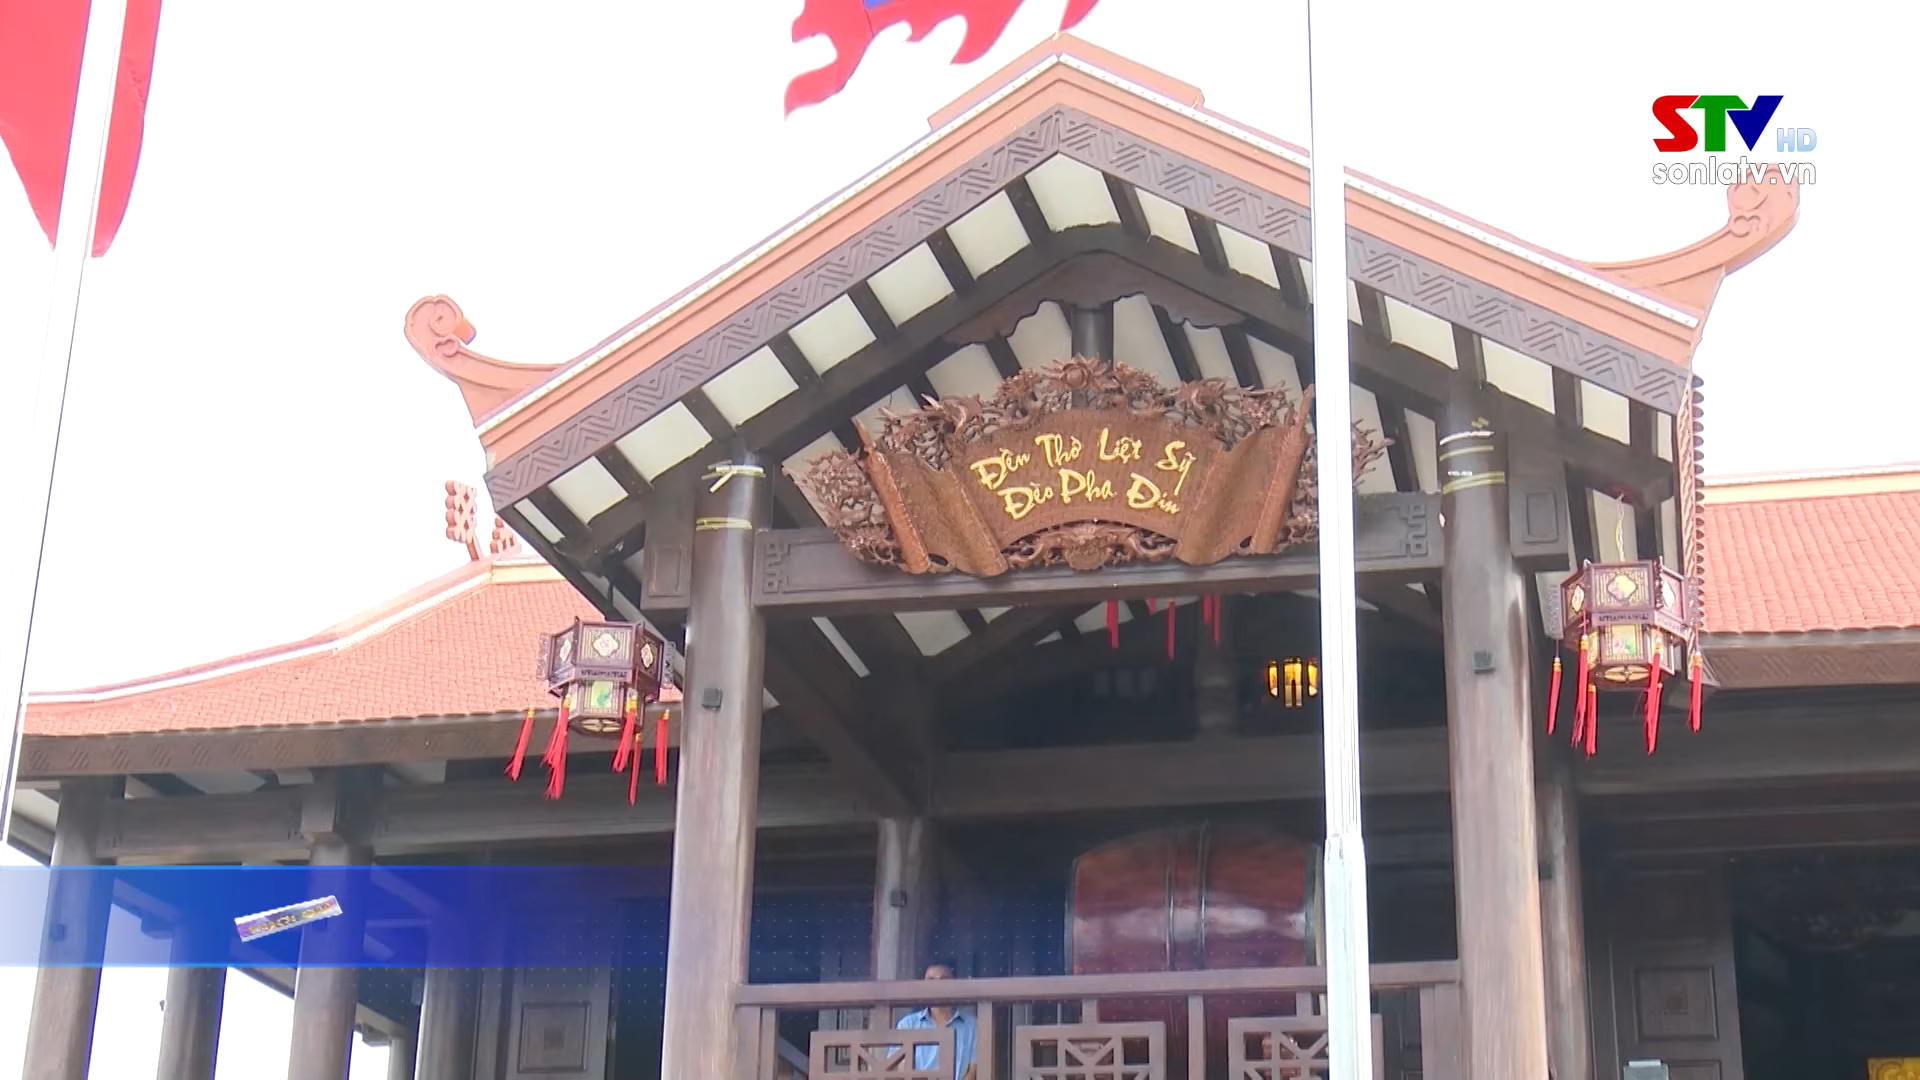 STV HD
sonlatv.vn
Đền Thờ Liệt Sỹ
Đèo Pha Đin